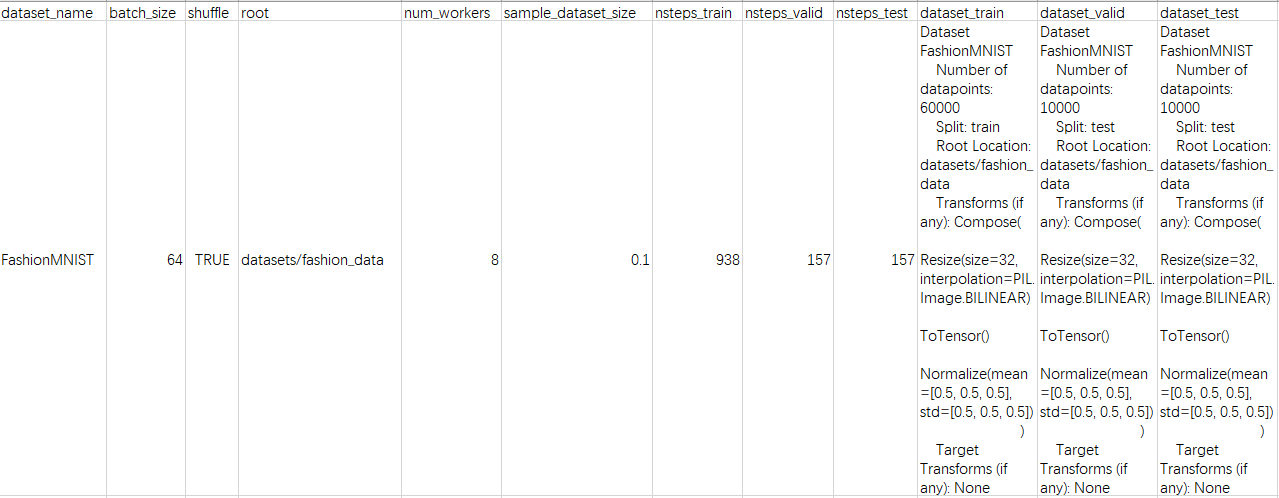 dataset_name batch_size shuffle root num_workers sample_dataset_size nsteps_train nsteps_valid nsteps_test dataset_train dataset_valid dataset_test
Dataset Dataset Dataset
FashionMNIST FashionMNIST FashionMNIST
Number of Number of Number of
datapoints: datapoints: datapoints:
60000 10000 10000
Split: train Split: test Split: test
Root Location: Root Location: Root Location:
datasets/fashion_ datasets/fashion_ datasets/fashion_
data data data
Transforms (if Transforms (if Transforms (if
any): Compose( any): Compose( any): Compose(
FashionMNIST 64 TRUE datasets/fashion_data 8 0.1 938 157 157 Resize(size=32, Resize(size=32, Resize(size=32,
interpolation=PIL. interpolation=PIL. interpolation=PIL.
Image.BILINEAR) Image.BILINEAR) Image.BILINEAR)
ToTensor() ToTensor() ToTensor()
Normalize(mean Normalize(mean Normalize(mean
=[0.5, 0.5, 0.5], =[0.5, 0.5, 0.5], =[0.5, 0.5, 0.5],
std=[0.5, 0.5, 0.5]) std=[0.5, 0.5, 0.5]) std=[0.5, 0.5, 0.5])
) ) )
Target Target Target
Transforms (if Transforms (if Transforms (if
any): None any): None any): None